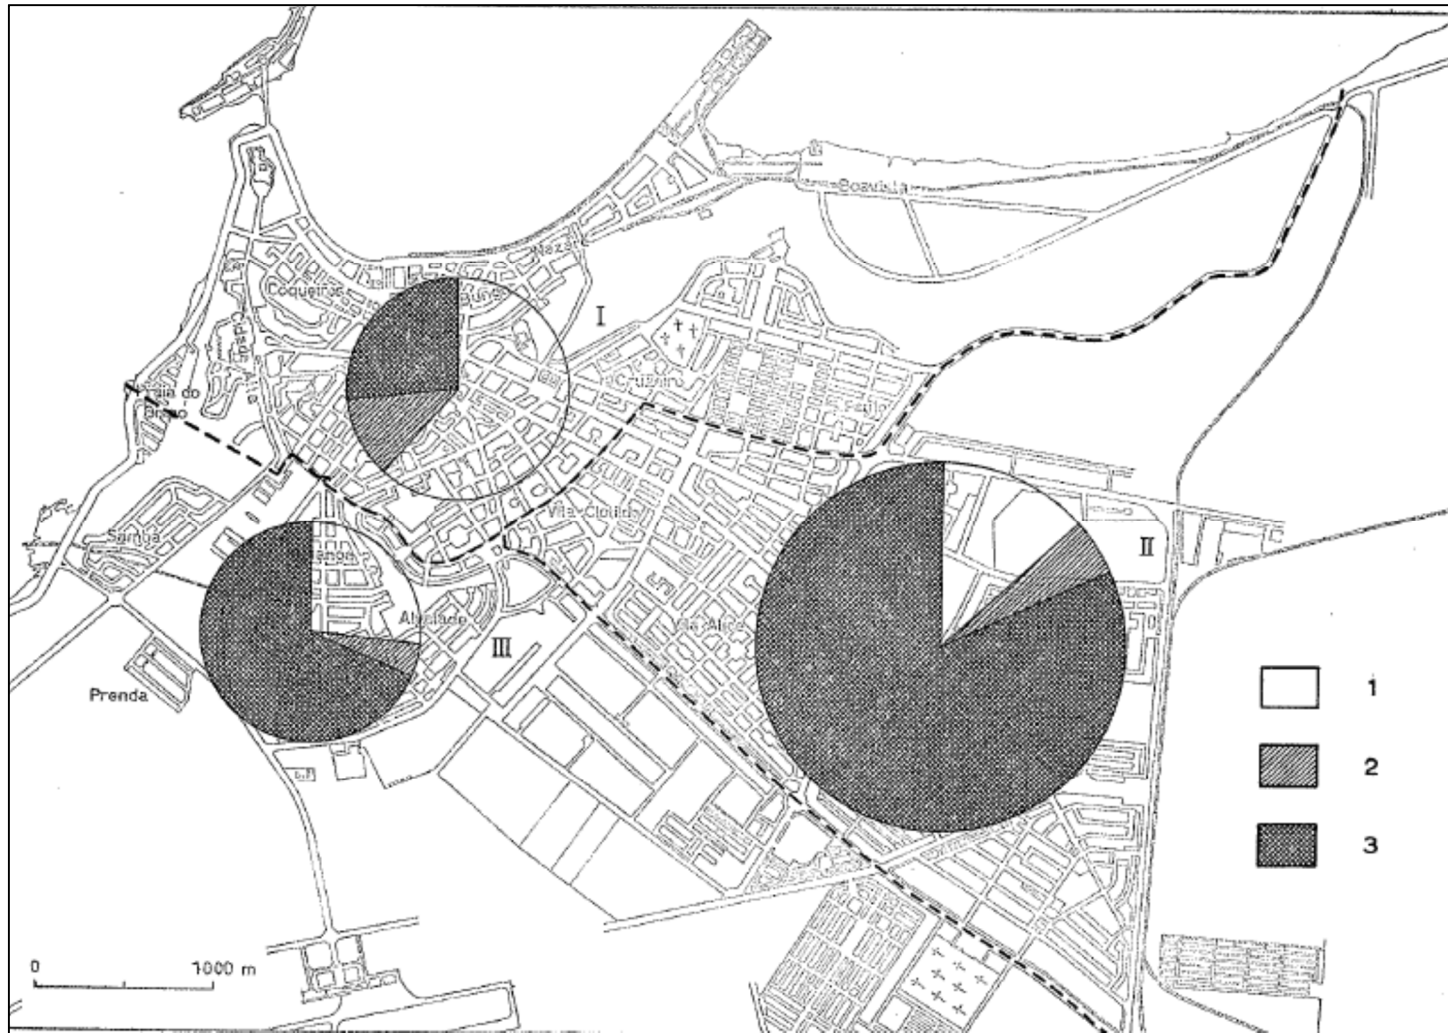 Boavista
Coqueiros
I
Cruzeiro
Praia do
Bispo
Vila-Clotilde
Samba
II
Alvalade
Vila-Alice
III
Prenda
1
2
3
0
1000 m